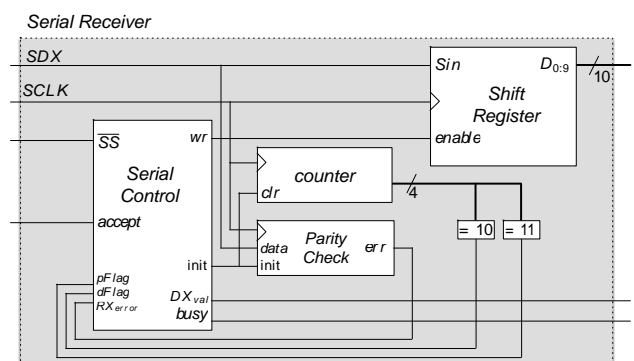 Serial Receiver
SDX
SCLK
Sin
D0:9
10
Shift Register
enable
SS
wr
Serial Control
accept
init
pFlag
dFlag
RXerror
DXval
busy
counter
clr
4
Parity Check
data
init
err
= 10
= 11